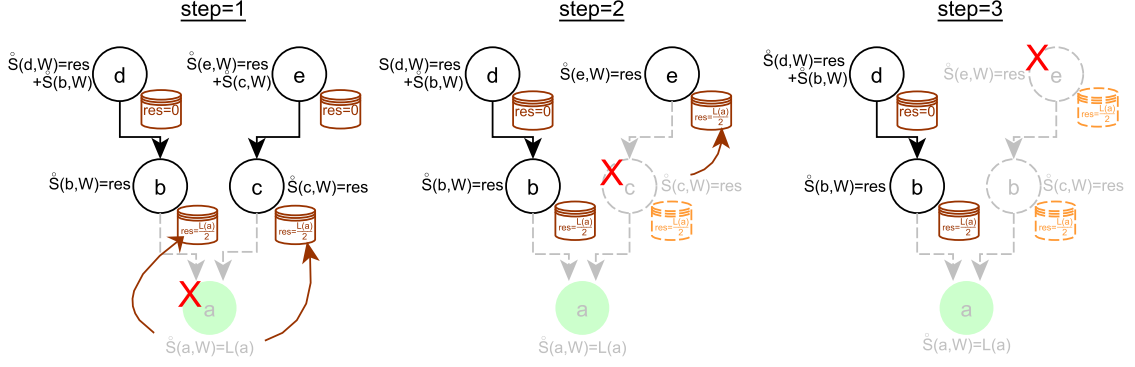 step=1
S̊(d,W)=res
+S̊(b,W)
d
res=0
S̊(e,W)=res
+S̊(c,W)
e
res=0
S̊(b,W)=res
b
res=L(a)/2
c
S̊(c,W)=res
res=L(a)/2
X
a
S̊(a,W)=L(a)
step=2
S(d,W)=res
+S̊(b,W)
d
res=0
S̊(e,W)=res
e
res=L(a)/2
S̊(b,W)=res
b
res=L(a)/2
X
c
S̊(c,W)=res
res=L(a)/2
a
S̊(a,W)=L(a)
step=3
S̊(d,W)=res
+S̊(b,W)
d
res=0
S̊(e,W)=res
X
e
res=L(a)/2
S̊(b,W)=res
b
res=L(a)/2
b
S̊(c,W)=res
res=L(a)/2
a
S̊(a,W)=L(a)